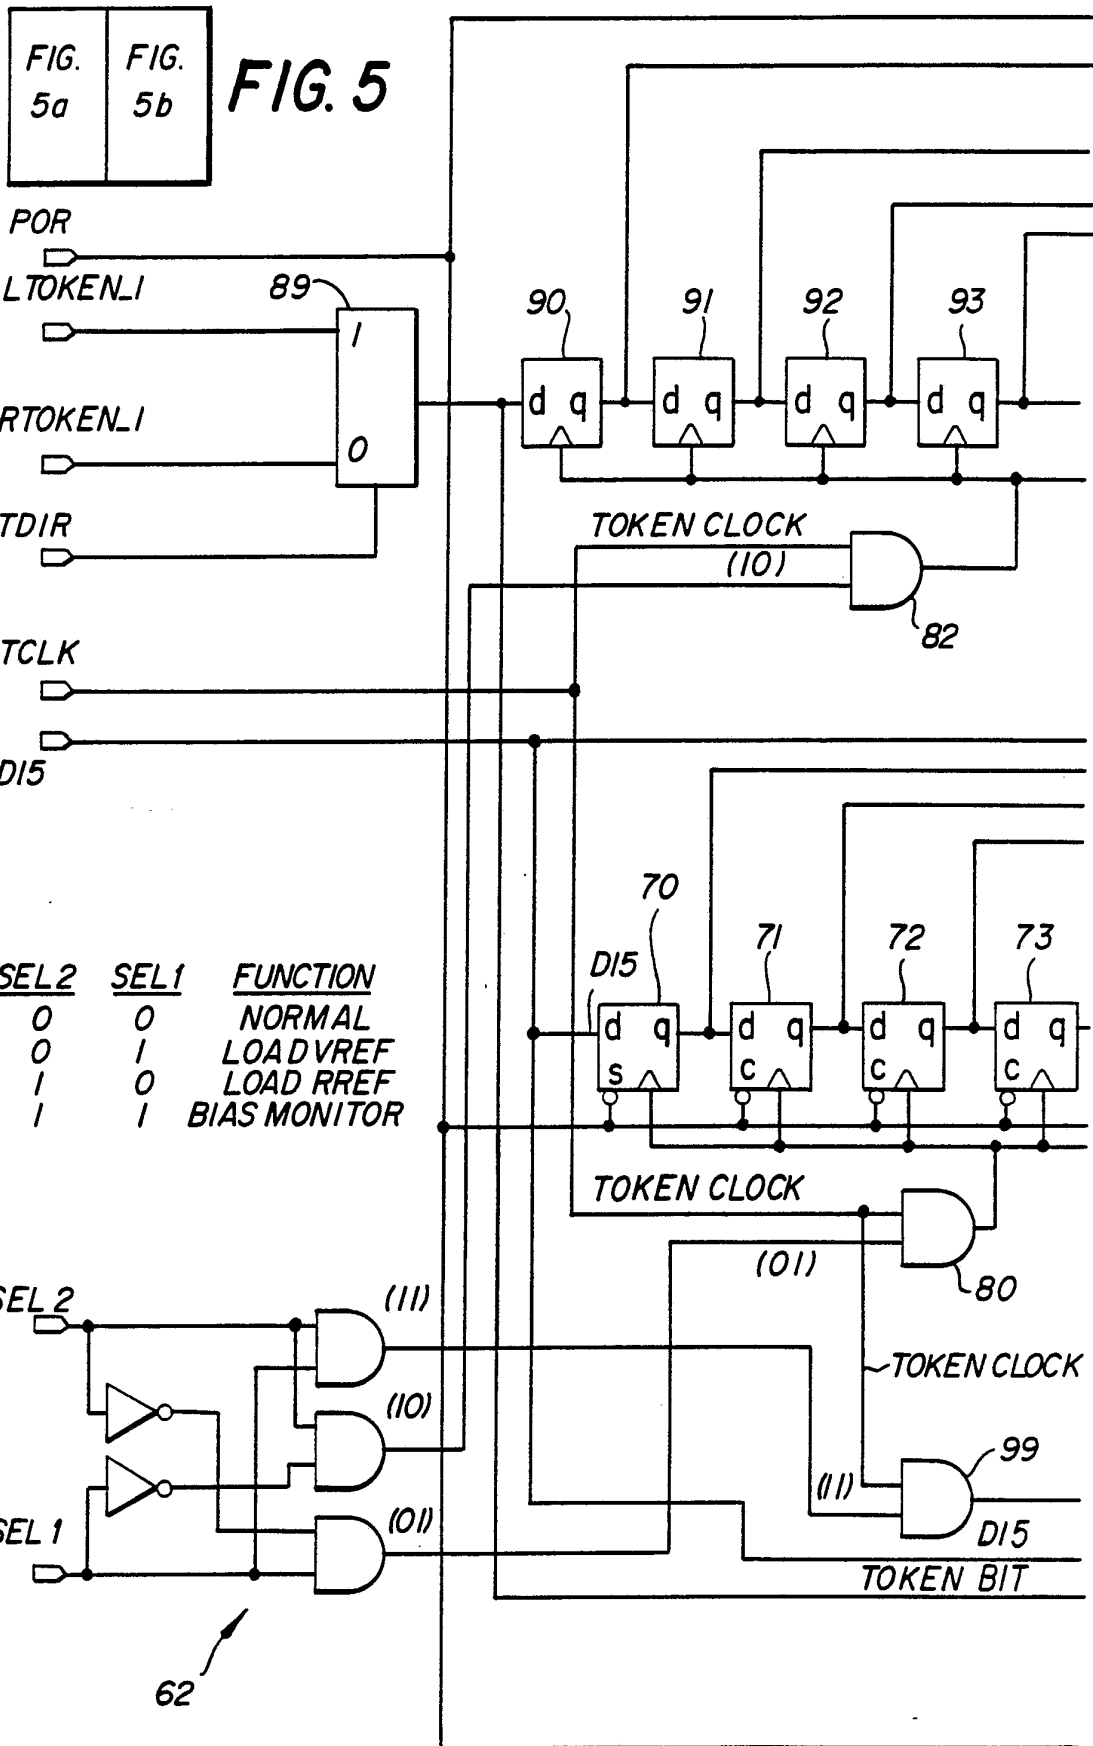 FIG. 5a
FIG. 5b
FIG. 5
POR
LTOKEN_1
89
1
RTOKEN_1
0
TDIR
90
91
92
93
d q
d q
d q
d q
TOKEN CLOCK
(10)
82
TCLK
D15
70
71
72
73
D15
d q
s
d q
c
d q
c
d q
c
SEL2 SEL1 FUNCTION
0 0 NORMAL
0 1 LOAD VREF
1 0 LOAD RREF
1 1 BIAS MONITOR
TOKEN CLOCK
(01)
80
SEL 2
(11)
TOKEN CLOCK
(10)
99
(11)
SEL 1
(01)
D15
TOKEN BIT
62